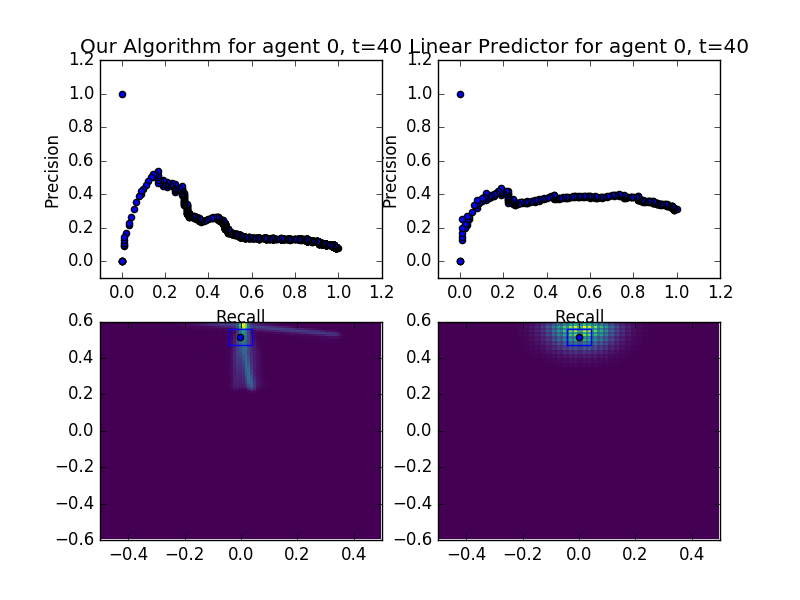 Our Algorithm for agent 0, t=40 Linear Predictor for agent 0, t=40
1.2 1.2
1.0 1.0
0.8 0.8
Precision Precision
0.6 0.6
0.4 0.4
0.2 0.2
0.0 0.0
0.0 0.2 0.4 0.6 0.8 1.0 1.2 0.0 0.2 0.4 0.6 0.8 1.0 1.2
Recall Recall
0.6 0.6
0.4 0.4
0.2 0.2
0.0 0.0
−0.2 −0.2
−0.4 −0.4
−0.6 −0.6
−0.4 −0.2 0.0 0.2 0.4 −0.4 −0.2 0.0 0.2 0.4